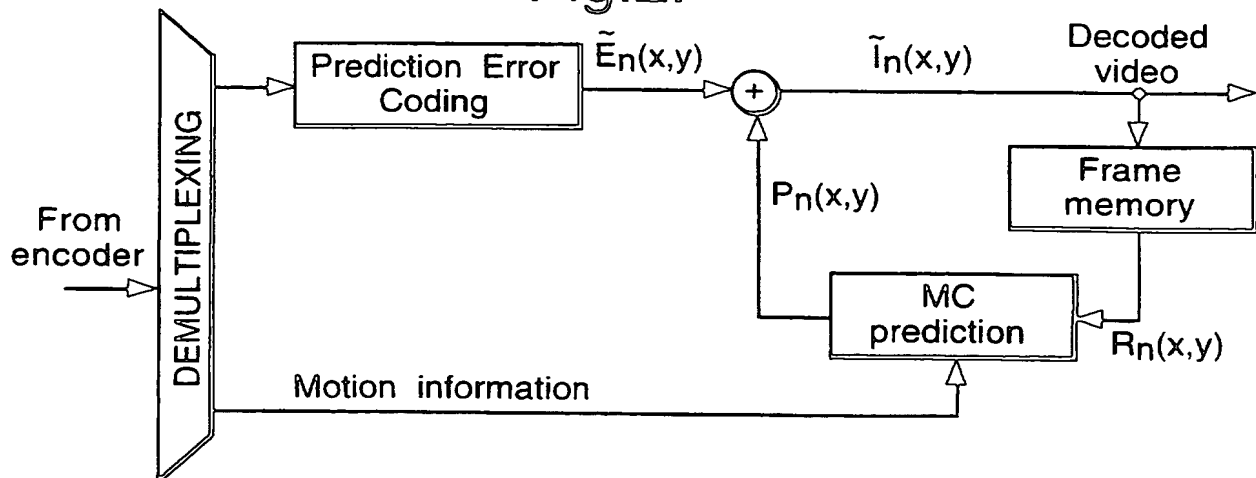 Prediction Error
Coding
Ẽn(x,y)
+
Ĩn(x,y)
Decoded
video
Frame
memory
Pn(x,y)
From
encoder
DEMULTIPLEXING
MC
prediction
Rn(x,y)
Motion information